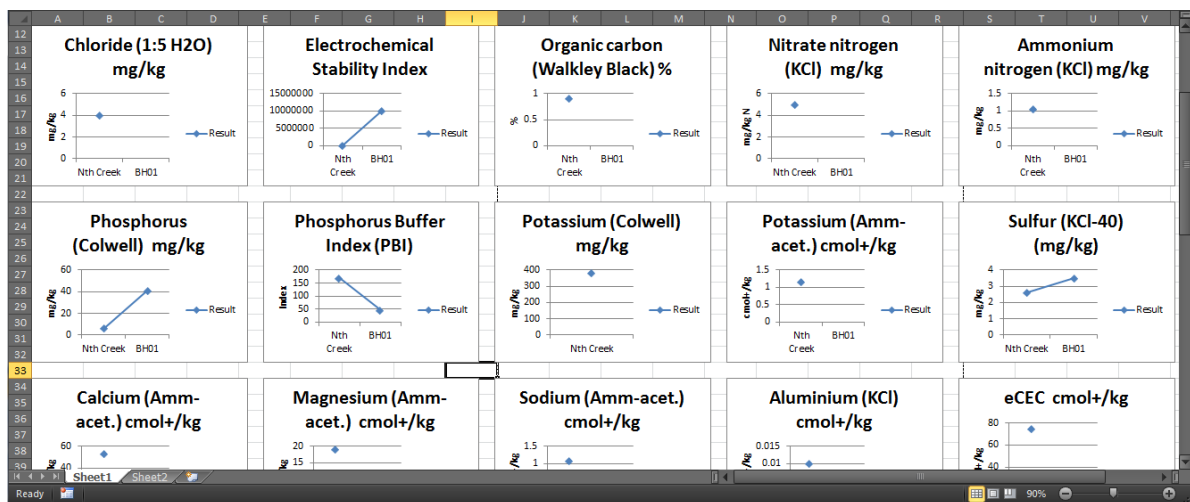 A B C D E F G H I J K L M N O P Q R S T U V
12
13
14
15
16
17
18
19
20
21
22
23
24
25
26
27
28
29
30
31
32
33
34
35
36
37
38
39
Chloride (1:5 H2O)
mg/kg
6
4
2
0
mg/kg
Nth Creek BH01
Result
Electrochemical
Stability Index
15000000
10000000
5000000
0
Nth
Creek
BH01
Result
Organic carbon
(Walkley Black) %
1
0.5
0
%
Nth
Creek
BH01
Result
Nitrate nitrogen
(KCl) mg/kg
6
4
2
0
mg/kg N
Nth Creek BH01
Result
Ammonium
nitrogen (KCl) mg/kg
1.5
1
0.5
0
mg/kg
Nth Creek BH01
Result
Phosphorus
(Colwell) mg/kg
60
40
20
0
mg/kg
Nth Creek BH01
Result
Phosphorus Buffer
Index (PBI)
200
150
100
50
0
Index
Nth
Creek
BH01
Result
Potassium (Colwell)
mg/kg
400
300
200
100
0
mg/kg
Nth Creek
Result
Potassium (Amm-
acet.) cmol+/kg
1.5
1
0.5
0
cmol+/kg
Nth
Creek
BH01
Result
Sulfur (KCl-40)
(mg/kg)
4
3
2
1
0
mg/kg
Nth Creek BH01
Result
Calcium (Amm-
acet.) cmol+/kg
60
40
Magnesium (Amm-
acet.) cmol+/kg
20
15
Sodium (Amm-acet.)
cmol+/kg
1.5
1
Aluminium (KCl)
cmol+/kg
0.015
0.01
eCEC cmol+/kg
80
60
40
Sheet1 Sheet2
Ready
90%